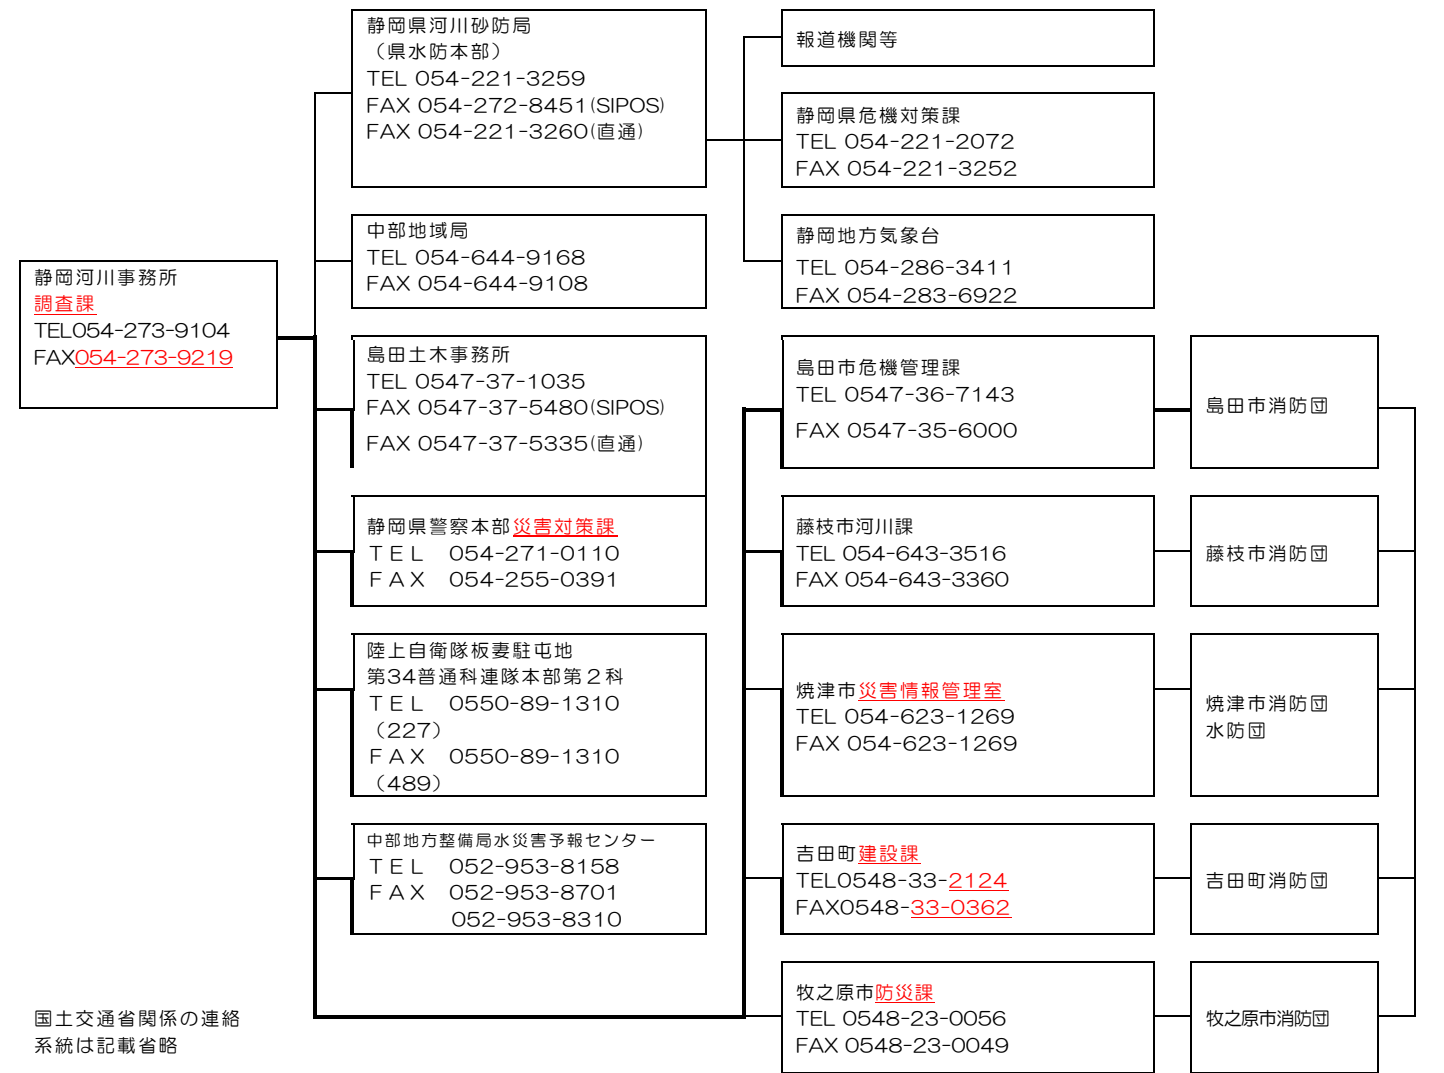 静岡河川事務所
調査課
TEL054-273-9104
FAX054-273-9219
静岡県河川砂防局
（県水防本部）
TEL 054-221-3259
FAX 054-272-8451(SIPOS)
FAX 054-221-3260(直通)
中部地域局
TEL 054-644-9168
FAX 054-644-9108
島田土木事務所
TEL 0547-37-1035
FAX 0547-37-5480(SIPOS)
FAX 0547-37-5335(直通)
静岡県警察本部災害対策課
ＴＥＬ　054-271-0110
ＦＡＸ　054-255-0391
陸上自衛隊板妻駐屯地
第34普通科連隊本部第２科
ＴＥＬ　0550-89-1310
（227）
ＦＡＸ　0550-89-1310
（489）
中部地方整備局水災害予報センター
ＴＥＬ　052-953-8158
ＦＡＸ　052-953-8701
052-953-8310
報道機関等
静岡県危機対策課
TEL 054-221-2072
FAX 054-221-3252
静岡地方気象台
TEL 054-286-3411
FAX 054-283-6922
島田市危機管理課
TEL 0547-36-7143
FAX 0547-35-6000
藤枝市河川課
TEL 054-643-3516
FAX 054-643-3360
焼津市災害情報管理室
TEL 054-623-1269
FAX 054-623-1269
吉田町建設課
TEL0548-33-2124
FAX0548-33-0362
牧之原市防災課
TEL 0548-23-0056
FAX 0548-23-0049
島田市消防団
藤枝市消防団
焼津市消防団
水防団
吉田町消防団
牧之原市消防団
国土交通省関係の連絡
系統は記載省略